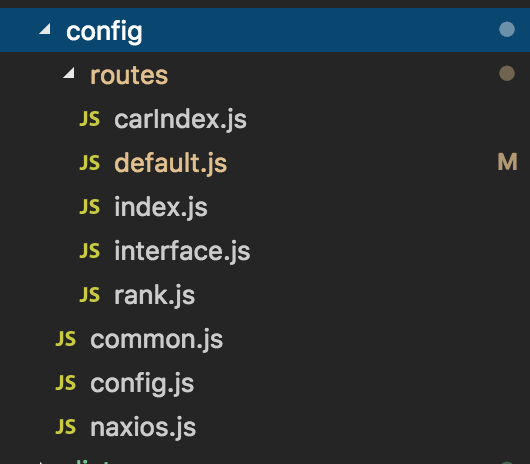 config
routes
JS carIndex.js
JS default.js M
JS index.js
JS interface.js
JS rank.js
JS common.js
JS config.js
JS naxios.js